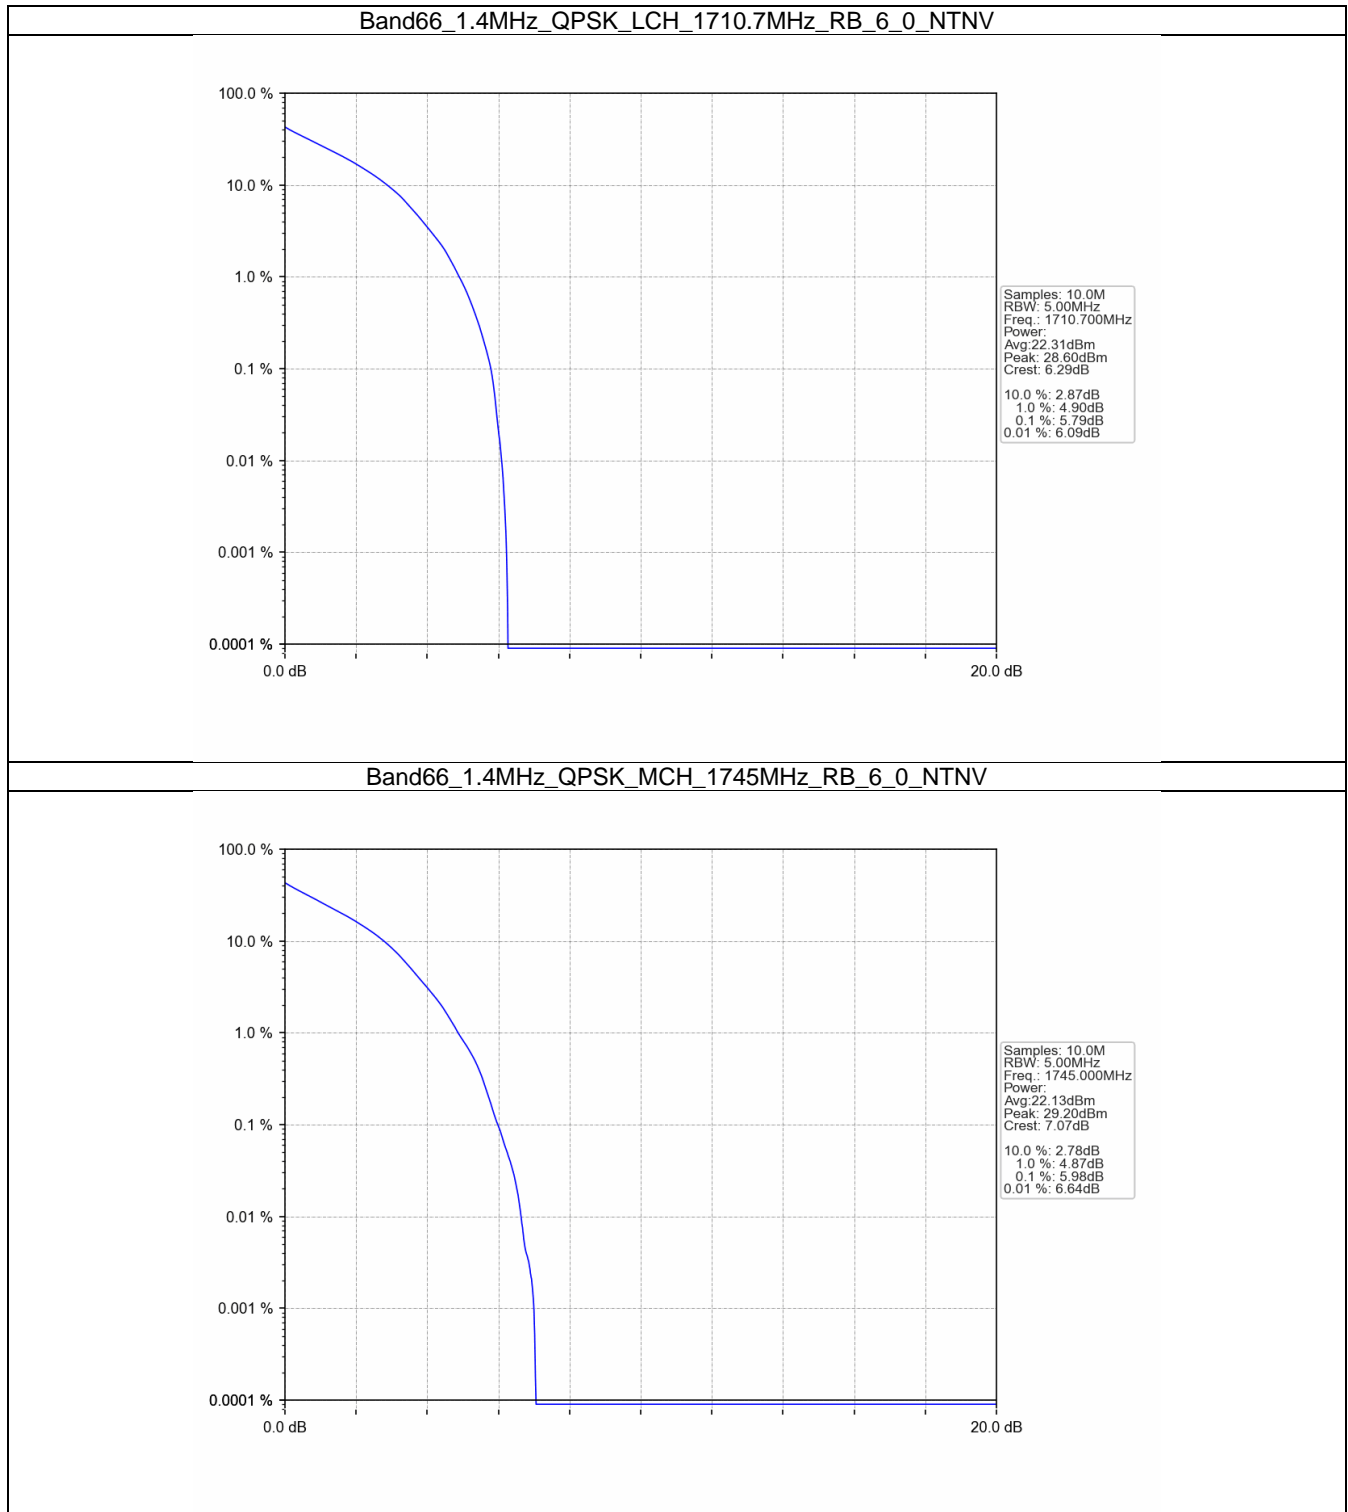 Band66_1.4MHz_QPSK_LCH_1710.7MHz_RB_6_0_NTNV
100.0 %
10.0 %
1.0 %
0.1 %
0.01 %
0.001 %
0.0001 %
0.0 dB
20.0 dB
Samples: 10.0M
RBW: 5.00MHz
Freq.: 1710.700MHz
Power:
Avg:22.31dBm
Peak: 28.60dBm
Crest: 6.29dB
10.0 %: 2.87dB
1.0 %: 4.90dB
0.1 %: 5.79dB
0.01 %: 6.09dB
Band66_1.4MHz_QPSK_MCH_1745MHz_RB_6_0_NTNV
100.0 %
10.0 %
1.0 %
0.1 %
0.01 %
0.001 %
0.0001 %
0.0 dB
20.0 dB
Samples: 10.0M
RBW: 5.00MHz
Freq.: 1745.000MHz
Power:
Avg:22.13dBm
Peak: 29.20dBm
Crest: 7.07dB
10.0 %: 2.78dB
1.0 %: 4.87dB
0.1 %: 5.98dB
0.01 %: 6.64dB